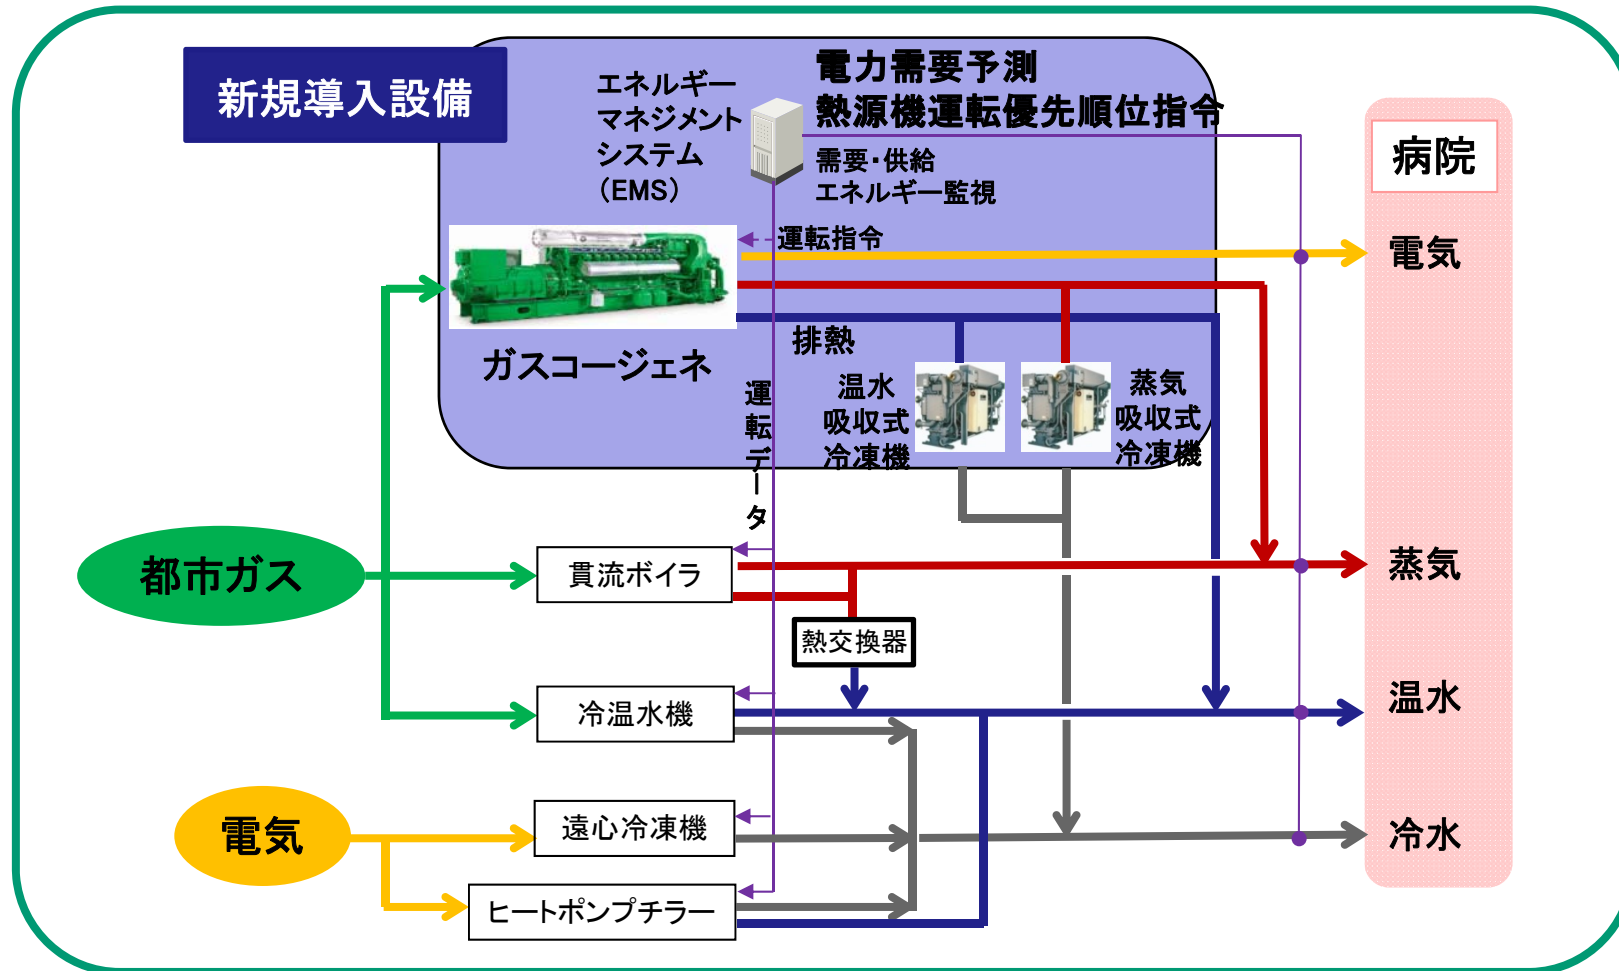 新規導入設備
エネルギー
マネジメント
システム
（EMS）
電力需要予測
熱源機運転優先順位指令
需要・供給
エネルギー監視
運転指令
ガスコージェネ
排熱
運転データ
温水
吸収式
冷凍機
蒸気
吸収式
冷凍機
病院
電気
蒸気
温水
冷水
都市ガス
貫流ボイラ
熱交換器
冷温水機
電気
遠心冷凍機
ヒートポンプチラー